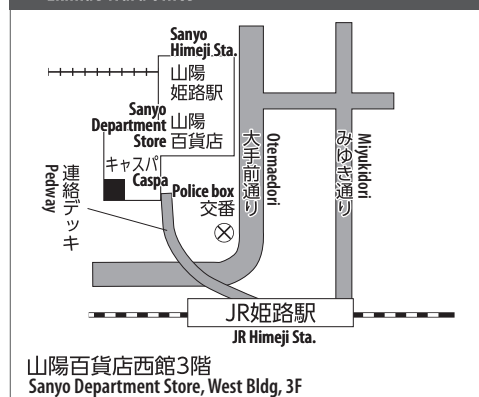 Sanyo
Himeji Sta.
山陽
姫路駅
Sanyo
Department
Store
山陽
百貨店
キャスパ
Caspa
連絡デッキ
Pedway
Police box
交番
大手前通り
Otemaedori
みゆき通り
Miyukidori
JR姫路駅
JR Himeji Sta.
山陽百貨店西館3階
Sanyo Department Store, West Bldg, 3F